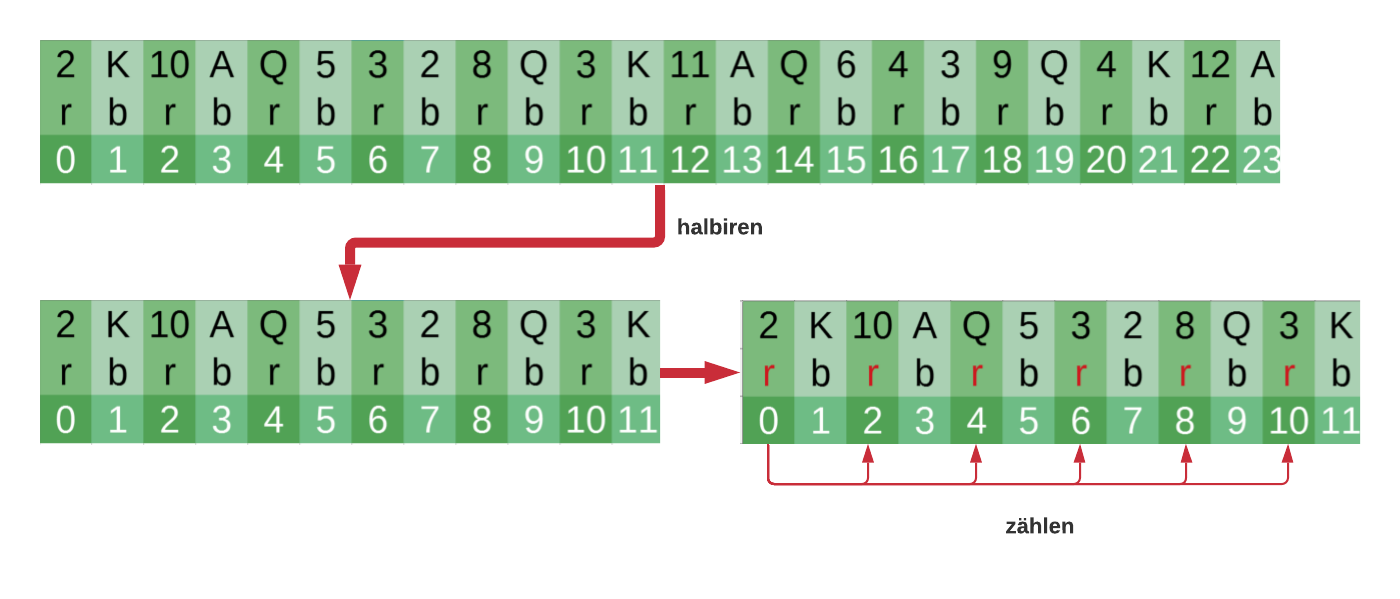 2 K 10 A Q 5 3 2 8 Q 3 K 11 A Q 6 4 3 9 Q 4 K 12 A
r b r b r b r b r b r b r b r b r b r b r b r b
0 1 2 3 4 5 6 7 8 9 10 11 12 13 14 15 16 17 18 19 20 21 22 23
halbiren
2 K 10 A Q 5 3 2 8 Q 3 K
r b r b r b r b r b r b
0 1 2 3 4 5 6 7 8 9 10 11
2 K 10 A Q 5 3 2 8 Q 3 K
r b r b r b r b r b r b
0 1 2 3 4 5 6 7 8 9 10 11
zählen